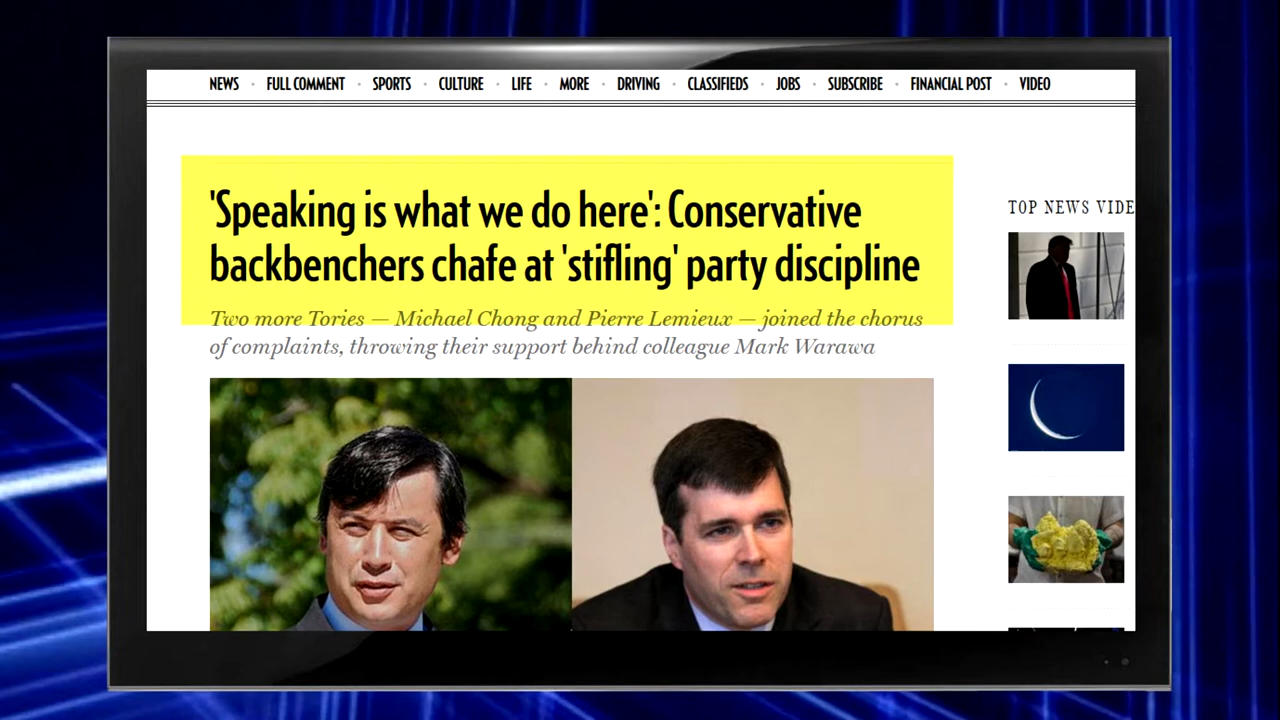 NEWS • FULL COMMENT • SPORTS • CULTURE • LIFE • MORE • DRIVING • CLASSIFIEDS • JOBS • SUBSCRIBE • FINANCIAL POST • VIDEO
'Speaking is what we do here': Conservative
backbenchers chafe at 'stifling' party discipline
Two more Tories — Michael Chong and Pierre Lemieux — joined the chorus
of complaints, throwing their support behind colleague Mark Warawa
TOP NEWS VIDE